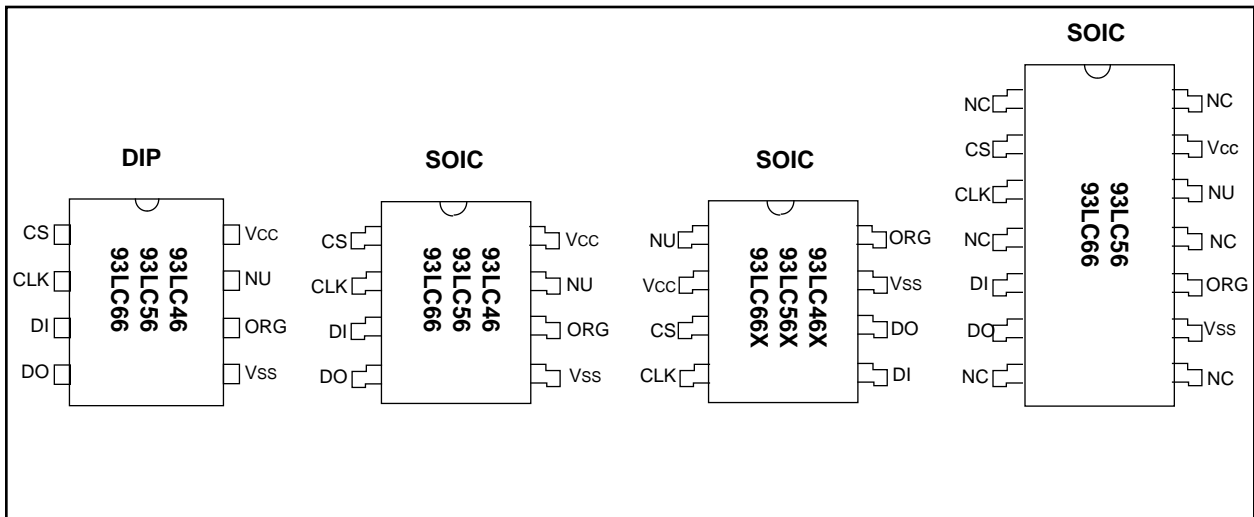 DIP
CS
CLK
DI
DO
93LC46
93LC56
93LC66
Vcc
NU
ORG
Vss
SOIC
CS
CLK
DI
DO
93LC46
93LC56
93LC66
Vcc
NU
ORG
Vss
SOIC
NU
Vcc
CS
CLK
93LC46X
93LC56X
93LC66X
ORG
Vss
DO
DI
SOIC
NC
CS
CLK
NC
DI
DO
NC
93LC56
93LC66
NC
Vcc
NU
NC
ORG
Vss
NC